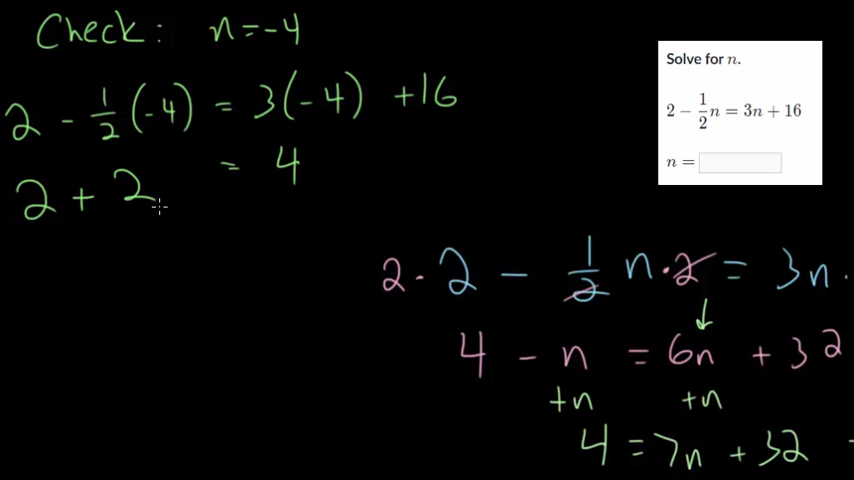 Check: n=-4
2 - 1/2 (-4) = 3(-4) +16
2 + 2 = 4
Solve for n.
2 − 1/2 n = 3n + 16
n =
2 · 2 - 1/2 n · 2 = 3n ·
4 - n = 6n + 32
+n +n
4 = 7n + 32